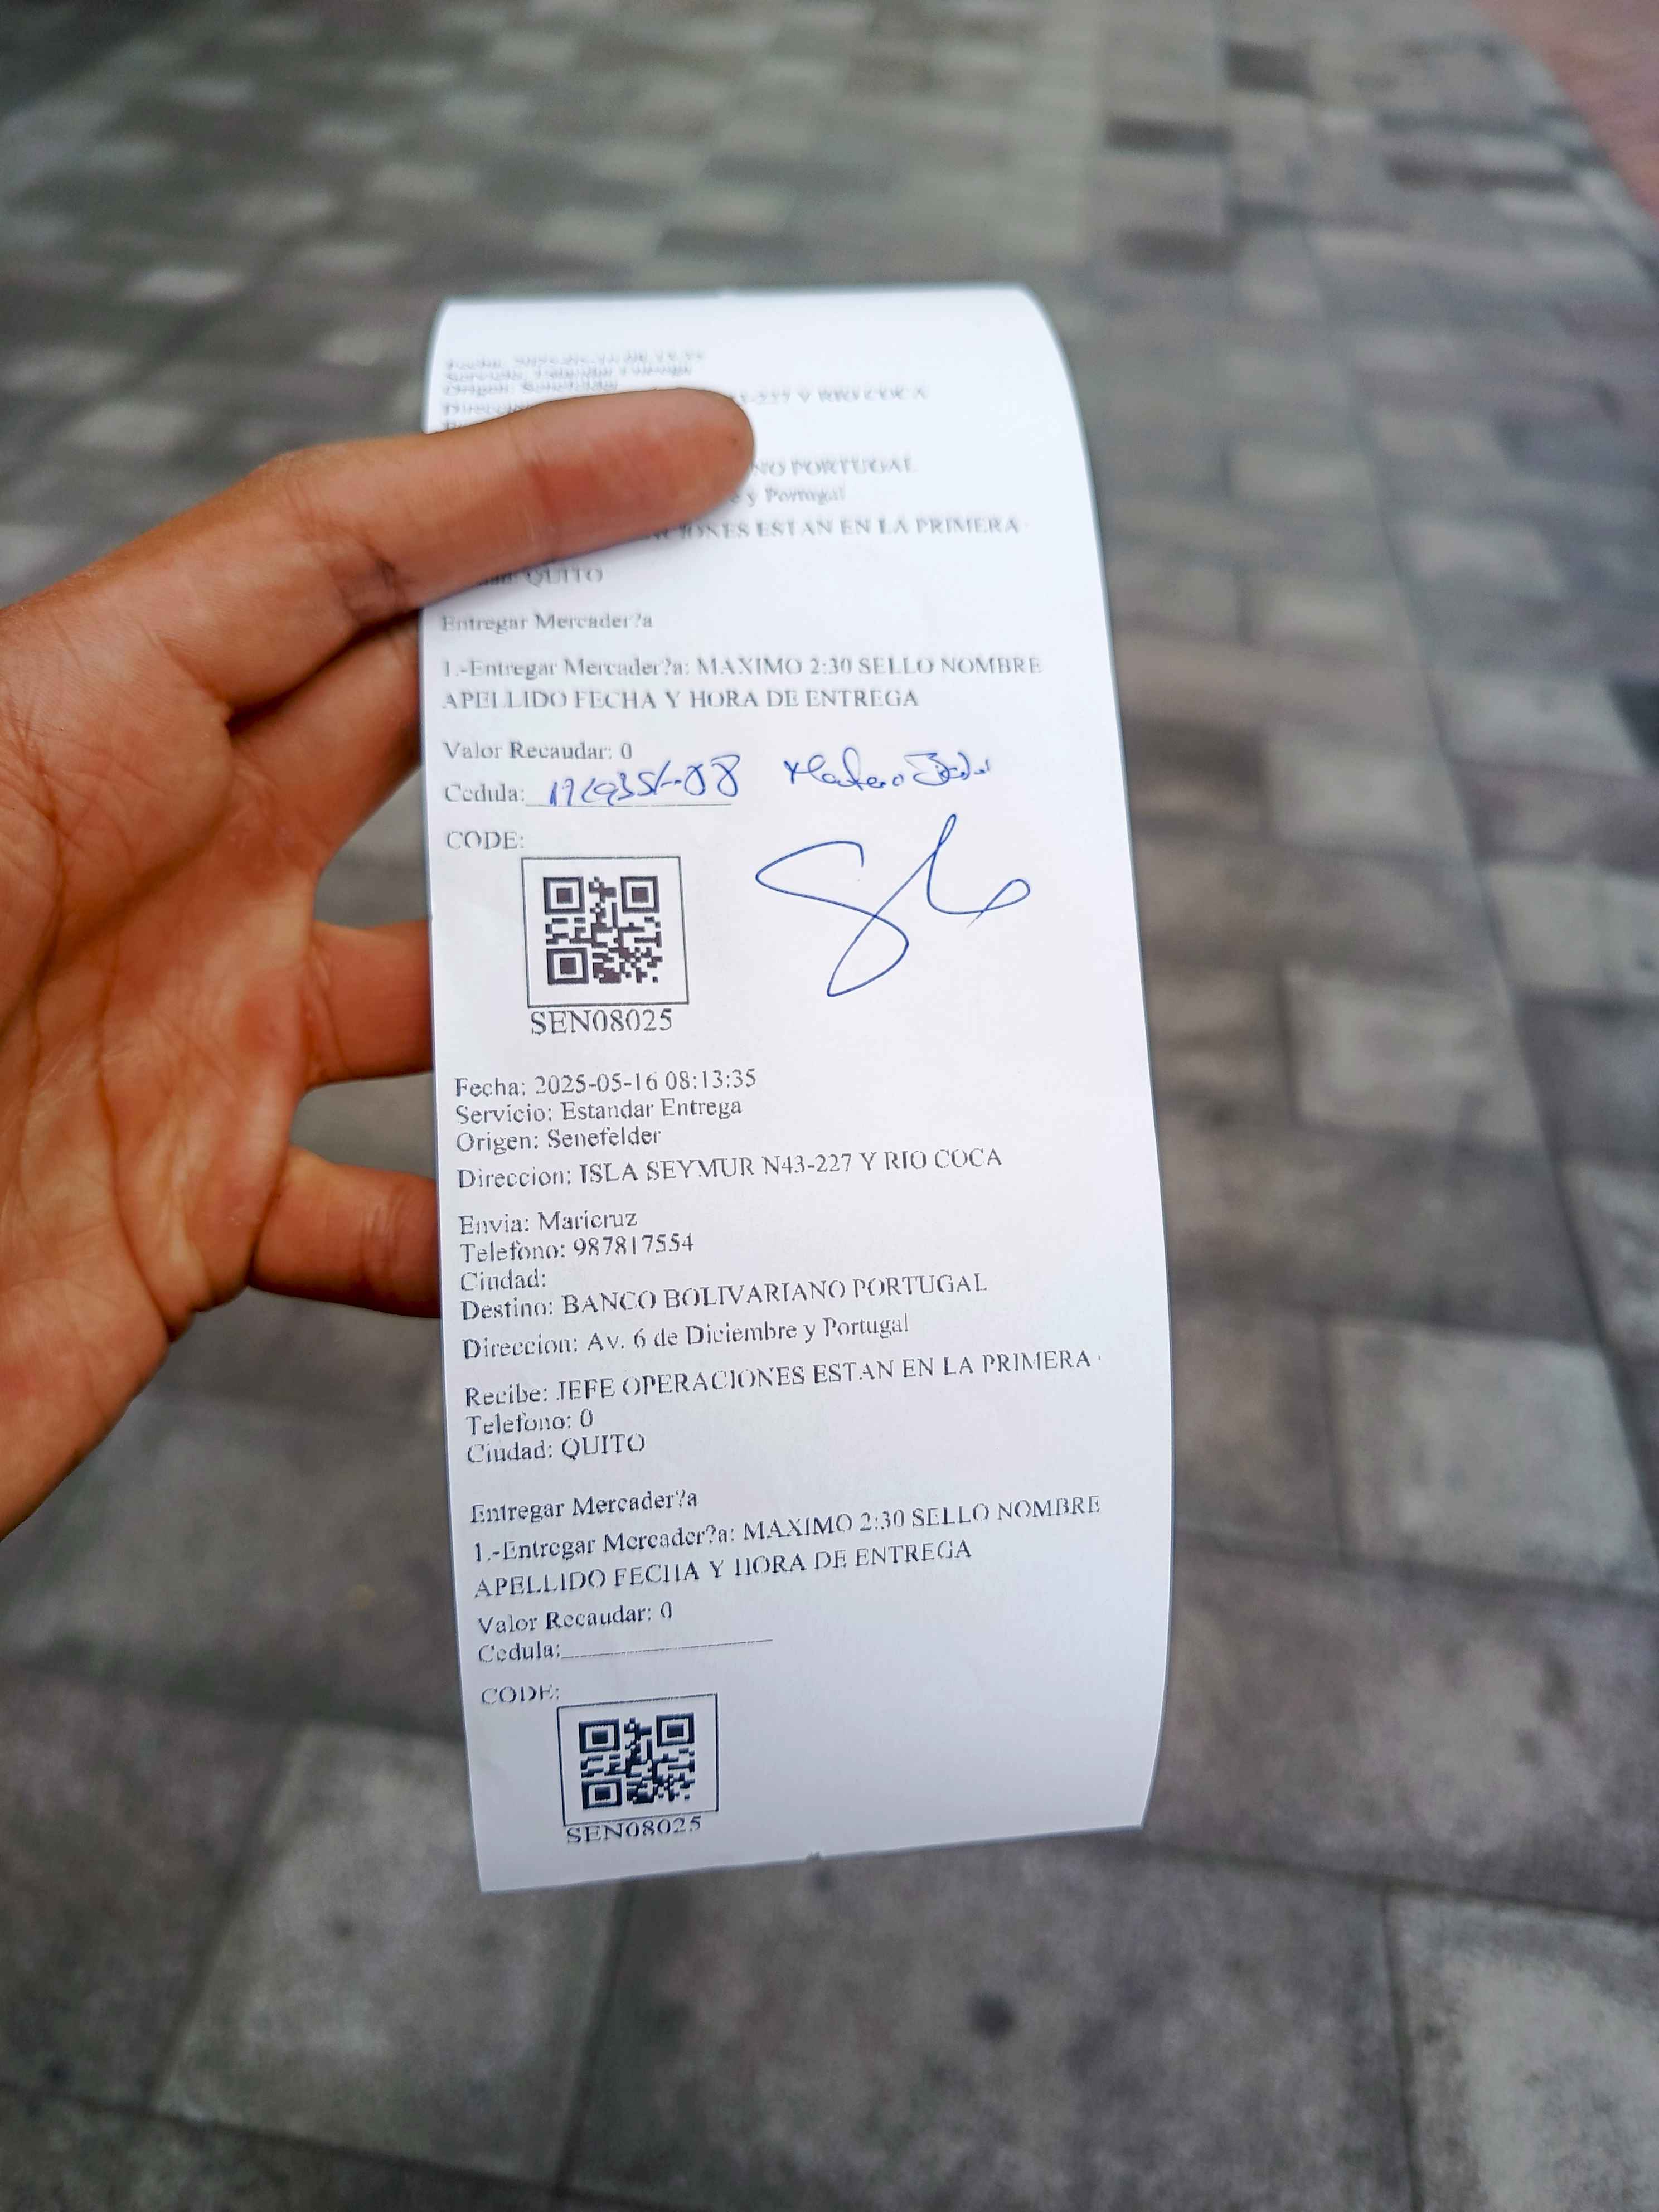 Origen: Senefelder
-227 Y RIO COCA
NO PORTUGAL
e y Portugal
IONES ESTAN EN LA PRIMERA
QUITO
Entregar Mercader?a
1.-Entregar Mercader?a: MAXIMO 2:30 SELLO NOMBRE
APELLIDO FECHA Y HORA DE ENTREGA
Valor Recaudar: 0
Cedula:
CODE:
SEN08025
Fecha: 2025-05-16 08:13:35
Servicio: Estandar Entrega
Origen: Senefelder
Direccion: ISLA SEYMUR N43-227 Y RIO COCA
Envia: Maricruz
Telefono: 987817554
Ciudad:
Destino: BANCO BOLIVARIANO PORTUGAL
Direccion: Av. 6 de Diciembre y Portugal
Recibe: JEFE OPERACIONES ESTAN EN LA PRIMERA
Telefono: 0
Ciudad: QUITO
Entregar Mercader?a
1.-Entregar Mercader?a: MAXIMO 2:30 SELLO NOMBRE
APELLIDO FECHA Y HORA DE ENTREGA
Valor Recaudar: 0
Cedula:
CODE:
SEN08025